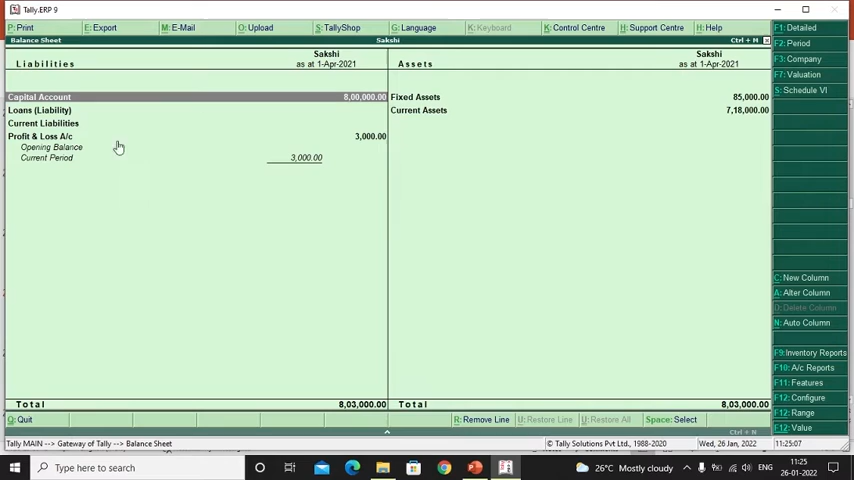 Tally.ERP 9
P: Print E: Export M: E-Mail O: Upload S: TallyShop G: Language K: Keyboard K: Control Centre H: Support Centre H: Help
Balance Sheet Sakshi Ctrl + M
Liabilities Sakshi as at 1-Apr-2021 Assets Sakshi as at 1-Apr-2021
Capital Account 8,00,000.00 Fixed Assets 85,000.00
Loans (Liability) Current Assets 7,18,000.00
Current Liabilities
Profit & Loss A/c 3,000.00
Opening Balance
Current Period 3,000.00
Total 8,03,000.00 Total 8,03,000.00
F1: Detailed
F2: Period
F3: Company
F7: Valuation
S: Schedule VI
C: New Column
A: Alter Column
D: Delete Column
N: Auto Column
F9: Inventory Reports
F10: A/c Reports
F11: Features
F12: Configure
F12: Range
F12: Value
Q: Quit R: Remove Line U: Restore Line U: Restore All Space: Select
Ctrl + N
Tally MAIN --> Gateway of Tally --> Balance Sheet © Tally Solutions Pvt Ltd., 1988-2020 Wed, 26 Jan, 2022 11:25:07
Type here to search 26°C Mostly cloudy ENG 11:25 26-01-2022